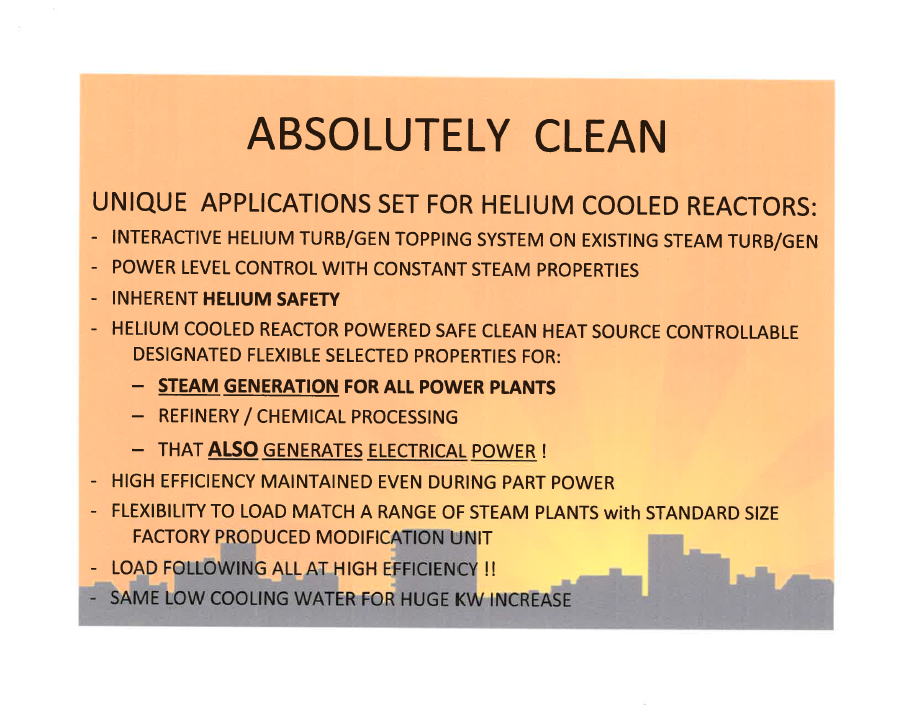 ABSOLUTELY CLEAN
UNIQUE APPLICATIONS SET FOR HELIUM COOLED REACTORS:
- INTERACTIVE HELIUM TURB/GEN TOPPING SYSTEM ON EXISTING STEAM TURB/GEN
- POWER LEVEL CONTROL WITH CONSTANT STEAM PROPERTIES
- INHERENT HELIUM SAFETY
- HELIUM COOLED REACTOR POWERED SAFE CLEAN HEAT SOURCE CONTROLLABLE
DESIGNATED FLEXIBLE SELECTED PROPERTIES FOR:
– STEAM GENERATION FOR ALL POWER PLANTS
– REFINERY / CHEMICAL PROCESSING
– THAT ALSO GENERATES ELECTRICAL POWER !
- HIGH EFFICIENCY MAINTAINED EVEN DURING PART POWER
- FLEXIBILITY TO LOAD MATCH A RANGE OF STEAM PLANTS with STANDARD SIZE
FACTORY PRODUCED MODIFICATION UNIT
- LOAD FOLLOWING ALL AT HIGH EFFICIENCY !!
- SAME LOW COOLING WATER FOR HUGE KW INCREASE